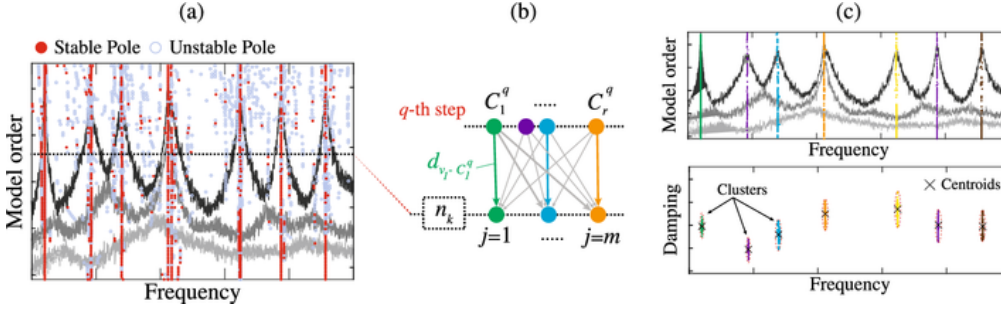 (a)
Stable Pole Unstable Pole
Model order
Frequency
(b)
q-th step
C_1^q ..... C_r^q
d_{v_j, C_l^q}
n_k
j=1 ..... j=m
(c)
Model order
Frequency
Damping
Clusters
× Centroids
Frequency